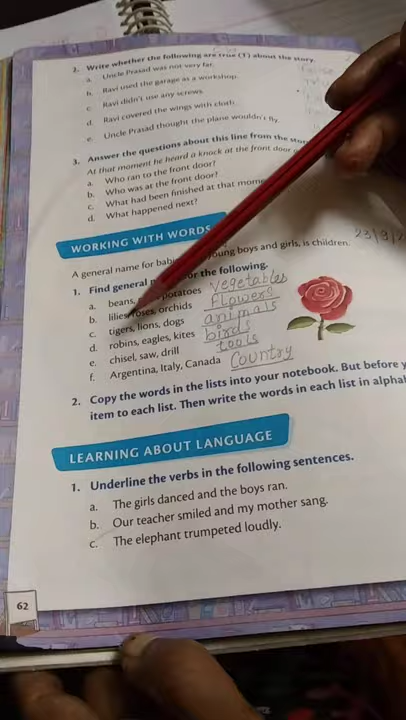 2. Write whether the following are true (T) about the story.
a. Uncle Prasad was not very far.
b. Ravi used the garage as a workshop.
c. Ravi didn't use any screws.
d. Ravi covered the wings with cloth.
e. Uncle Prasad thought the plane wouldn't fly.
3. Answer the questions about this line from the
At that moment he heard a knock at the front door
a. Who ran to the front door?
b. Who was at the front door?
c. What had been finished at that
d. What happened next?
WORKING WITH WORDS
23/9/2
A general name for young boys and girls, is children.
1. Find general for the following.
a. beans, potatoes vegetables
b. lilies, roses, orchids Flowers
c. tigers, lions, dogs animals
d. robins, eagles, kites birds
e. chisel, saw, drill tools
f. Argentina, Italy, Canada Country
2. Copy the words in the lists into your notebook. But before
item to each list. Then write the words in each list in
LEARNING ABOUT LANGUAGE
1. Underline the verbs in the following sentences.
a. The girls danced and the boys ran.
b. Our teacher smiled and my mother sang.
c. The elephant trumpeted loudly.
62